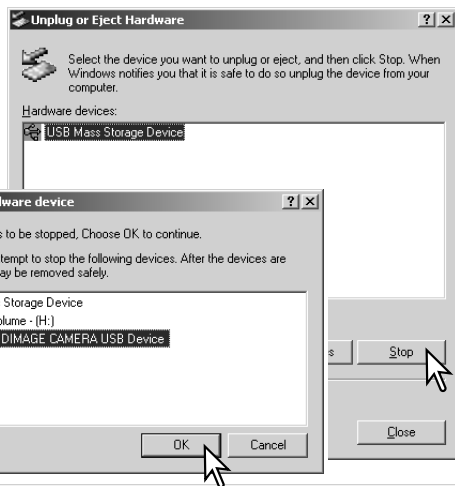 Unplug or Eject Hardware
Select the device you want to unplug or eject, and then click Stop. When
Windows notifies you that it is safe to do so unplug the device from your
computer.
Hardware devices:
USB Mass Storage Device
Stop
Close
dware device
s to be stopped, Choose OK to continue.
tempt to stop the following devices. After the devices are
ay be removed safely.
Storage Device
olume - (H:)
DIMAGE CAMERA USB Device
OK
Cancel